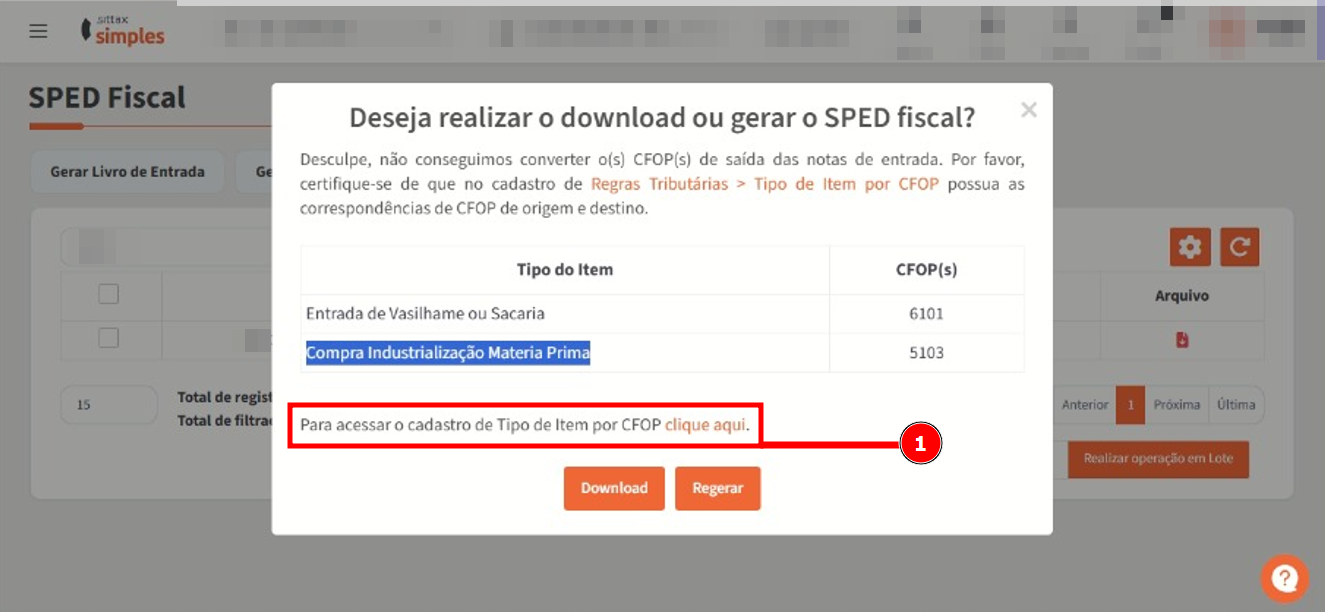 sittax
simples
SPED Fiscal
Deseja realizar o download ou gerar o SPED fiscal?
Desculpe, não conseguimos converter o(s) CFOP(s) de saída das notas de entrada. Por favor,
certifique-se de que no cadastro de Regras Tributárias > Tipo de Item por CFOP possua as
correspondências de CFOP de origem e destino.
Gerar Livro de Entrada
Ge
Tipo do Item CFOP(s)
Entrada de Vasilhame ou Sacaria 6101
Compra Industrialização Materia Prima 5103
Arquivo
15
Total de regist
Total de filtra
Anterior 1 Próxima Última
Para acessar o cadastro de Tipo de Item por CFOP clique aqui.
1
Realizar operação em Lote
Download Regerar